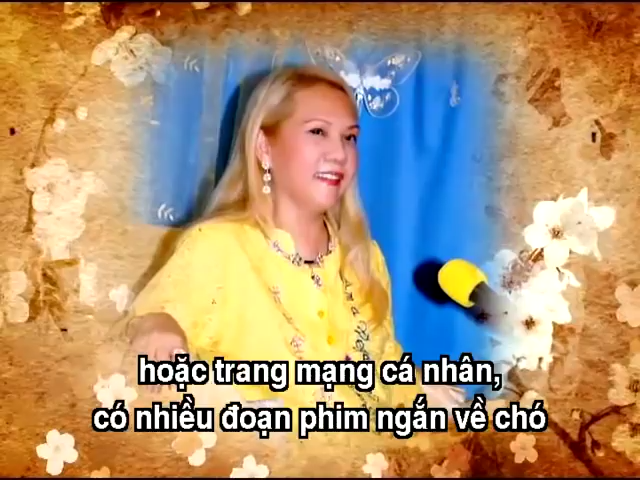 hoặc trang mạng cá nhân,
có nhiều đoạn phim ngắn về chó